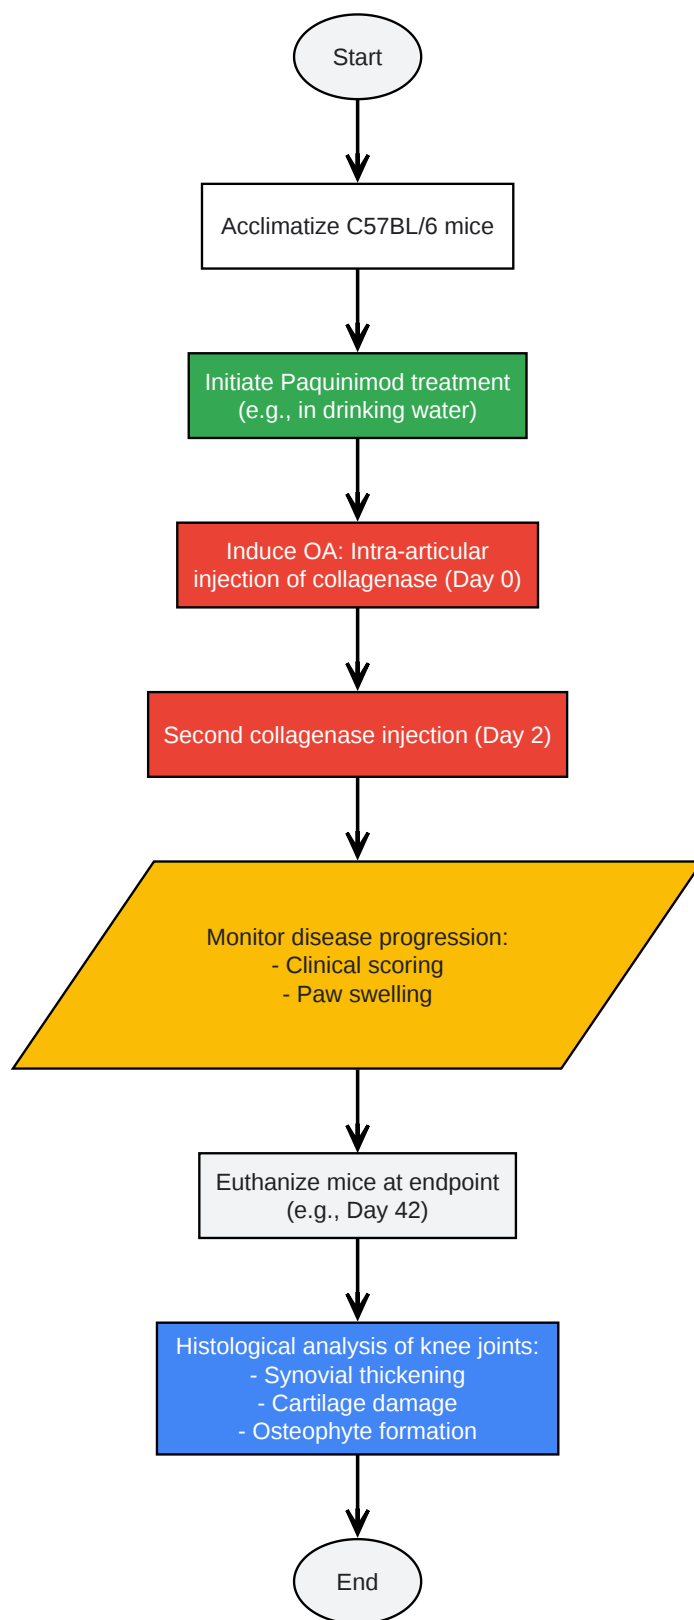 Start
Acclimatize C57BL/6 mice
Initiate Paquinimod treatment
(e.g., in drinking water)
Induce OA: Intra-articular
injection of collagenase (Day 0)
Second collagenase injection (Day 2)
Monitor disease progression:
- Clinical scoring
- Paw swelling
Euthanize mice at endpoint
(e.g., Day 42)
Histological analysis of knee joints:
- Synovial thickening
- Cartilage damage
- Osteophyte formation
End